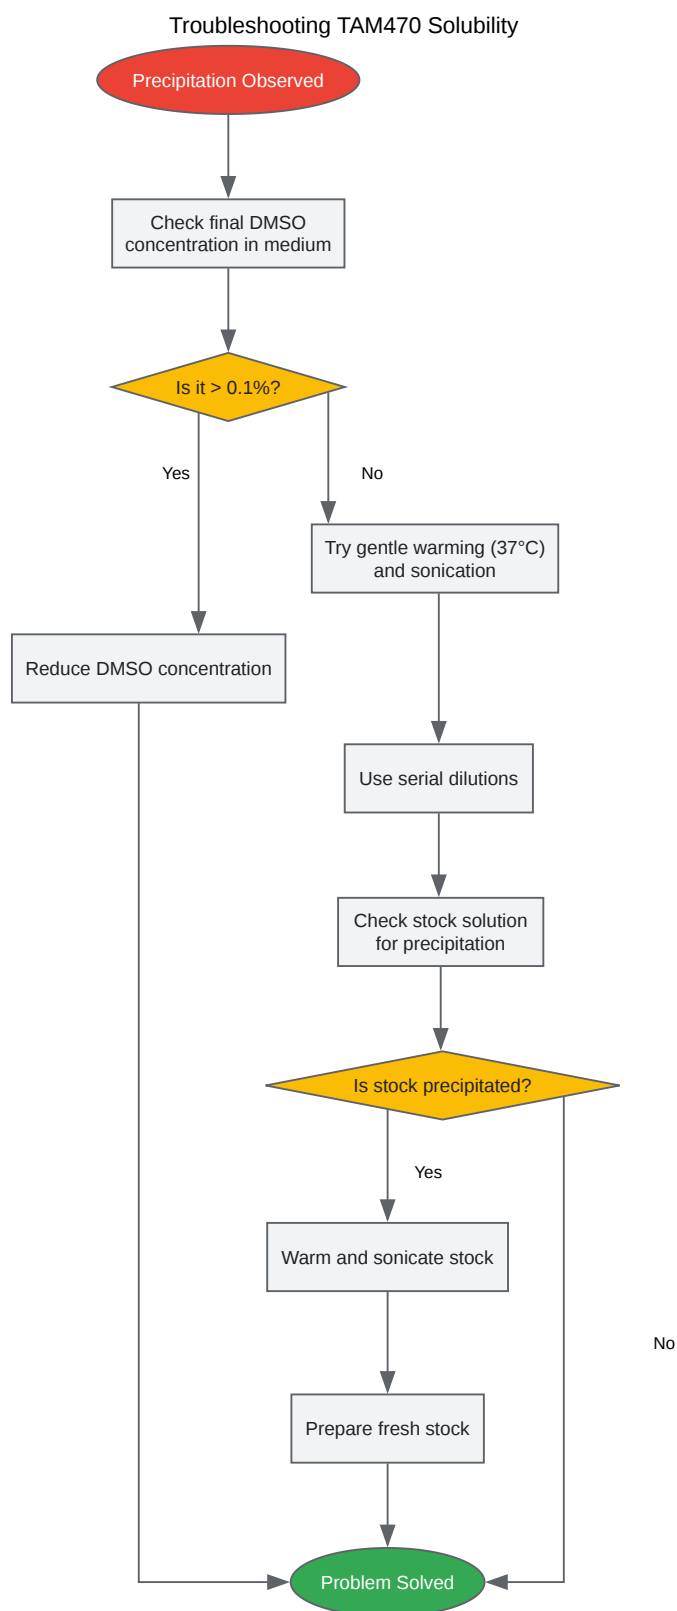 Troubleshooting TAM470 Solubility
Precipitation Observed
Check final DMSO
concentration in medium
Is it > 0.1%?
Yes
No
Try gentle warming (37°C)
and sonication
Reduce DMSO concentration
Use serial dilutions
Check stock solution
for precipitation
Is stock precipitated?
Yes
Warm and sonicate stock
No
Prepare fresh stock
Problem Solved